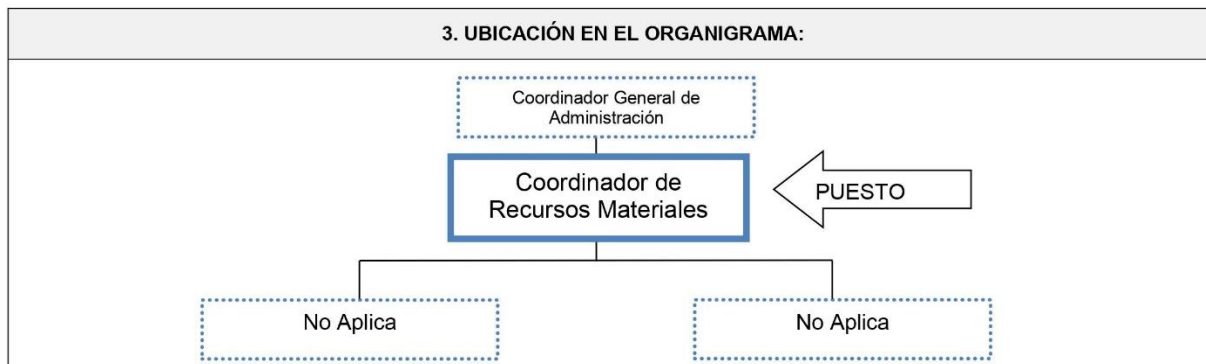 3. UBICACIÓN EN EL ORGANIGRAMA:
Coordinador General de
Administración
Coordinador de
Recursos Materiales
PUESTO
No Aplica
No Aplica